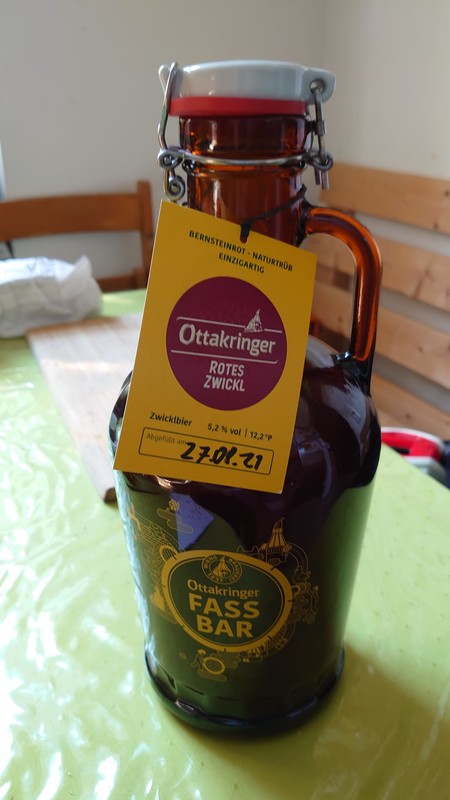 BERNSTEINROT - NATURTRÜB
EINZIGARTIG
Ottakringer
ROTES
ZWICKL
Zwicklbier 5,2 % vol | 12,2°P
Abgefüllt am 27.08.21
Ottakringer
FASS
BAR